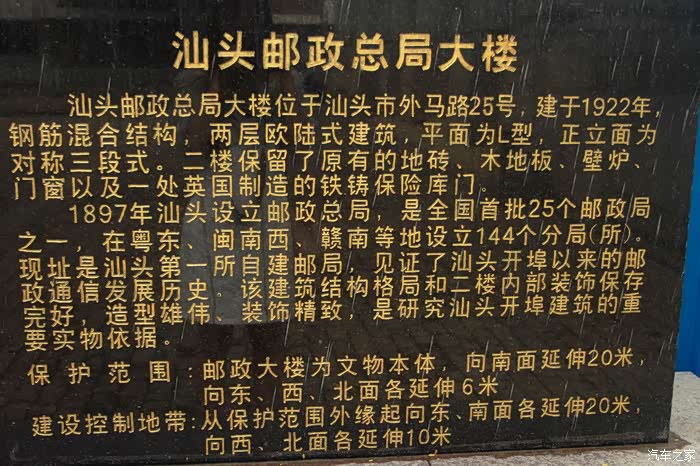 汕头邮政总局大楼
汕头邮政总局大楼位于汕头市外马路25号，建于1922年，
钢筋混合结构，两层欧陆式建筑，平面为L型，正立面为
对称三段式。二楼保留了原有的地砖、木地板、壁炉、
门窗以及一处英国制造的铁铸保险库门。
1897年汕头设立邮政总局，是全国首批25个邮政局
之一，在粤东、闽南西、赣南等地设立144个分局(所)。
现址是汕头第一所自建邮局，见证了汕头开埠以来的邮
政通信发展历史。该建筑结构格局和二楼内部装饰保存
完好，造型雄伟、装饰精致，是研究汕头开埠建筑的重
要实物依据。
保护范围:邮政大楼为文物本体，向南面延伸20米，
向东、西、北面各延伸6米
建设控制地带:从保护范围外缘起向东、南面各延伸20米，
向西、北面各延伸10米
汽车之家